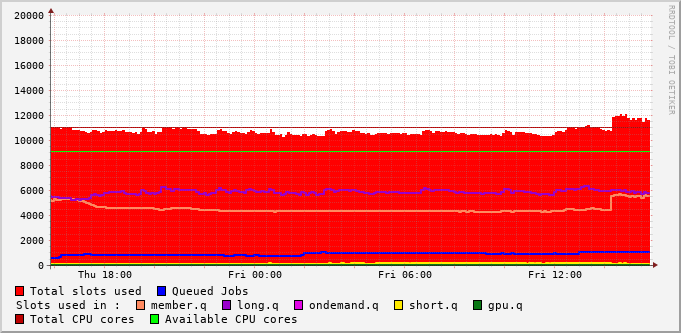 20000
18000
16000
14000
12000
10000
8000
6000
4000
2000
0
Thu 18:00 Fri 00:00 Fri 06:00 Fri 12:00
Total slots used Queued Jobs
Slots used in : member.q long.q ondemand.q short.q gpu.q
Total CPU cores Available CPU cores
RRDTOOL / TOBI OETIKER